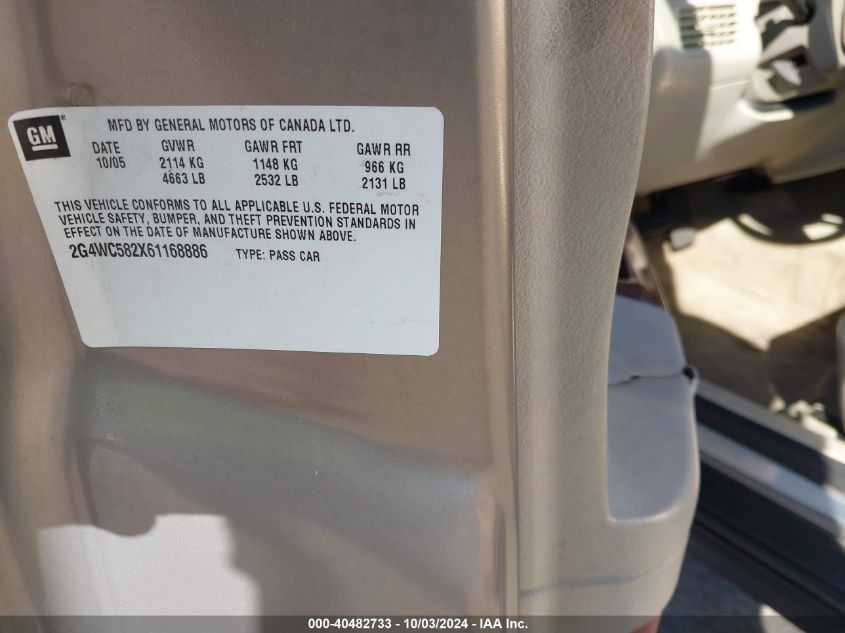 GM
MFD BY GENERAL MOTORS OF CANADA LTD.
DATE GVWR GAWR FRT GAWR RR
10/05 2114 KG 1148 KG 966 KG
4663 LB 2532 LB 2131 LB
THIS VEHICLE CONFORMS TO ALL APPLICABLE U.S. FEDERAL MOTOR
VEHICLE SAFETY, BUMPER, AND THEFT PREVENTION STANDARDS IN
EFFECT ON THE DATE OF MANUFACTURE SHOWN ABOVE.
2G4WC582X61168886 TYPE: PASS CAR
000-40482733 - 10/03/2024 - IAA Inc.